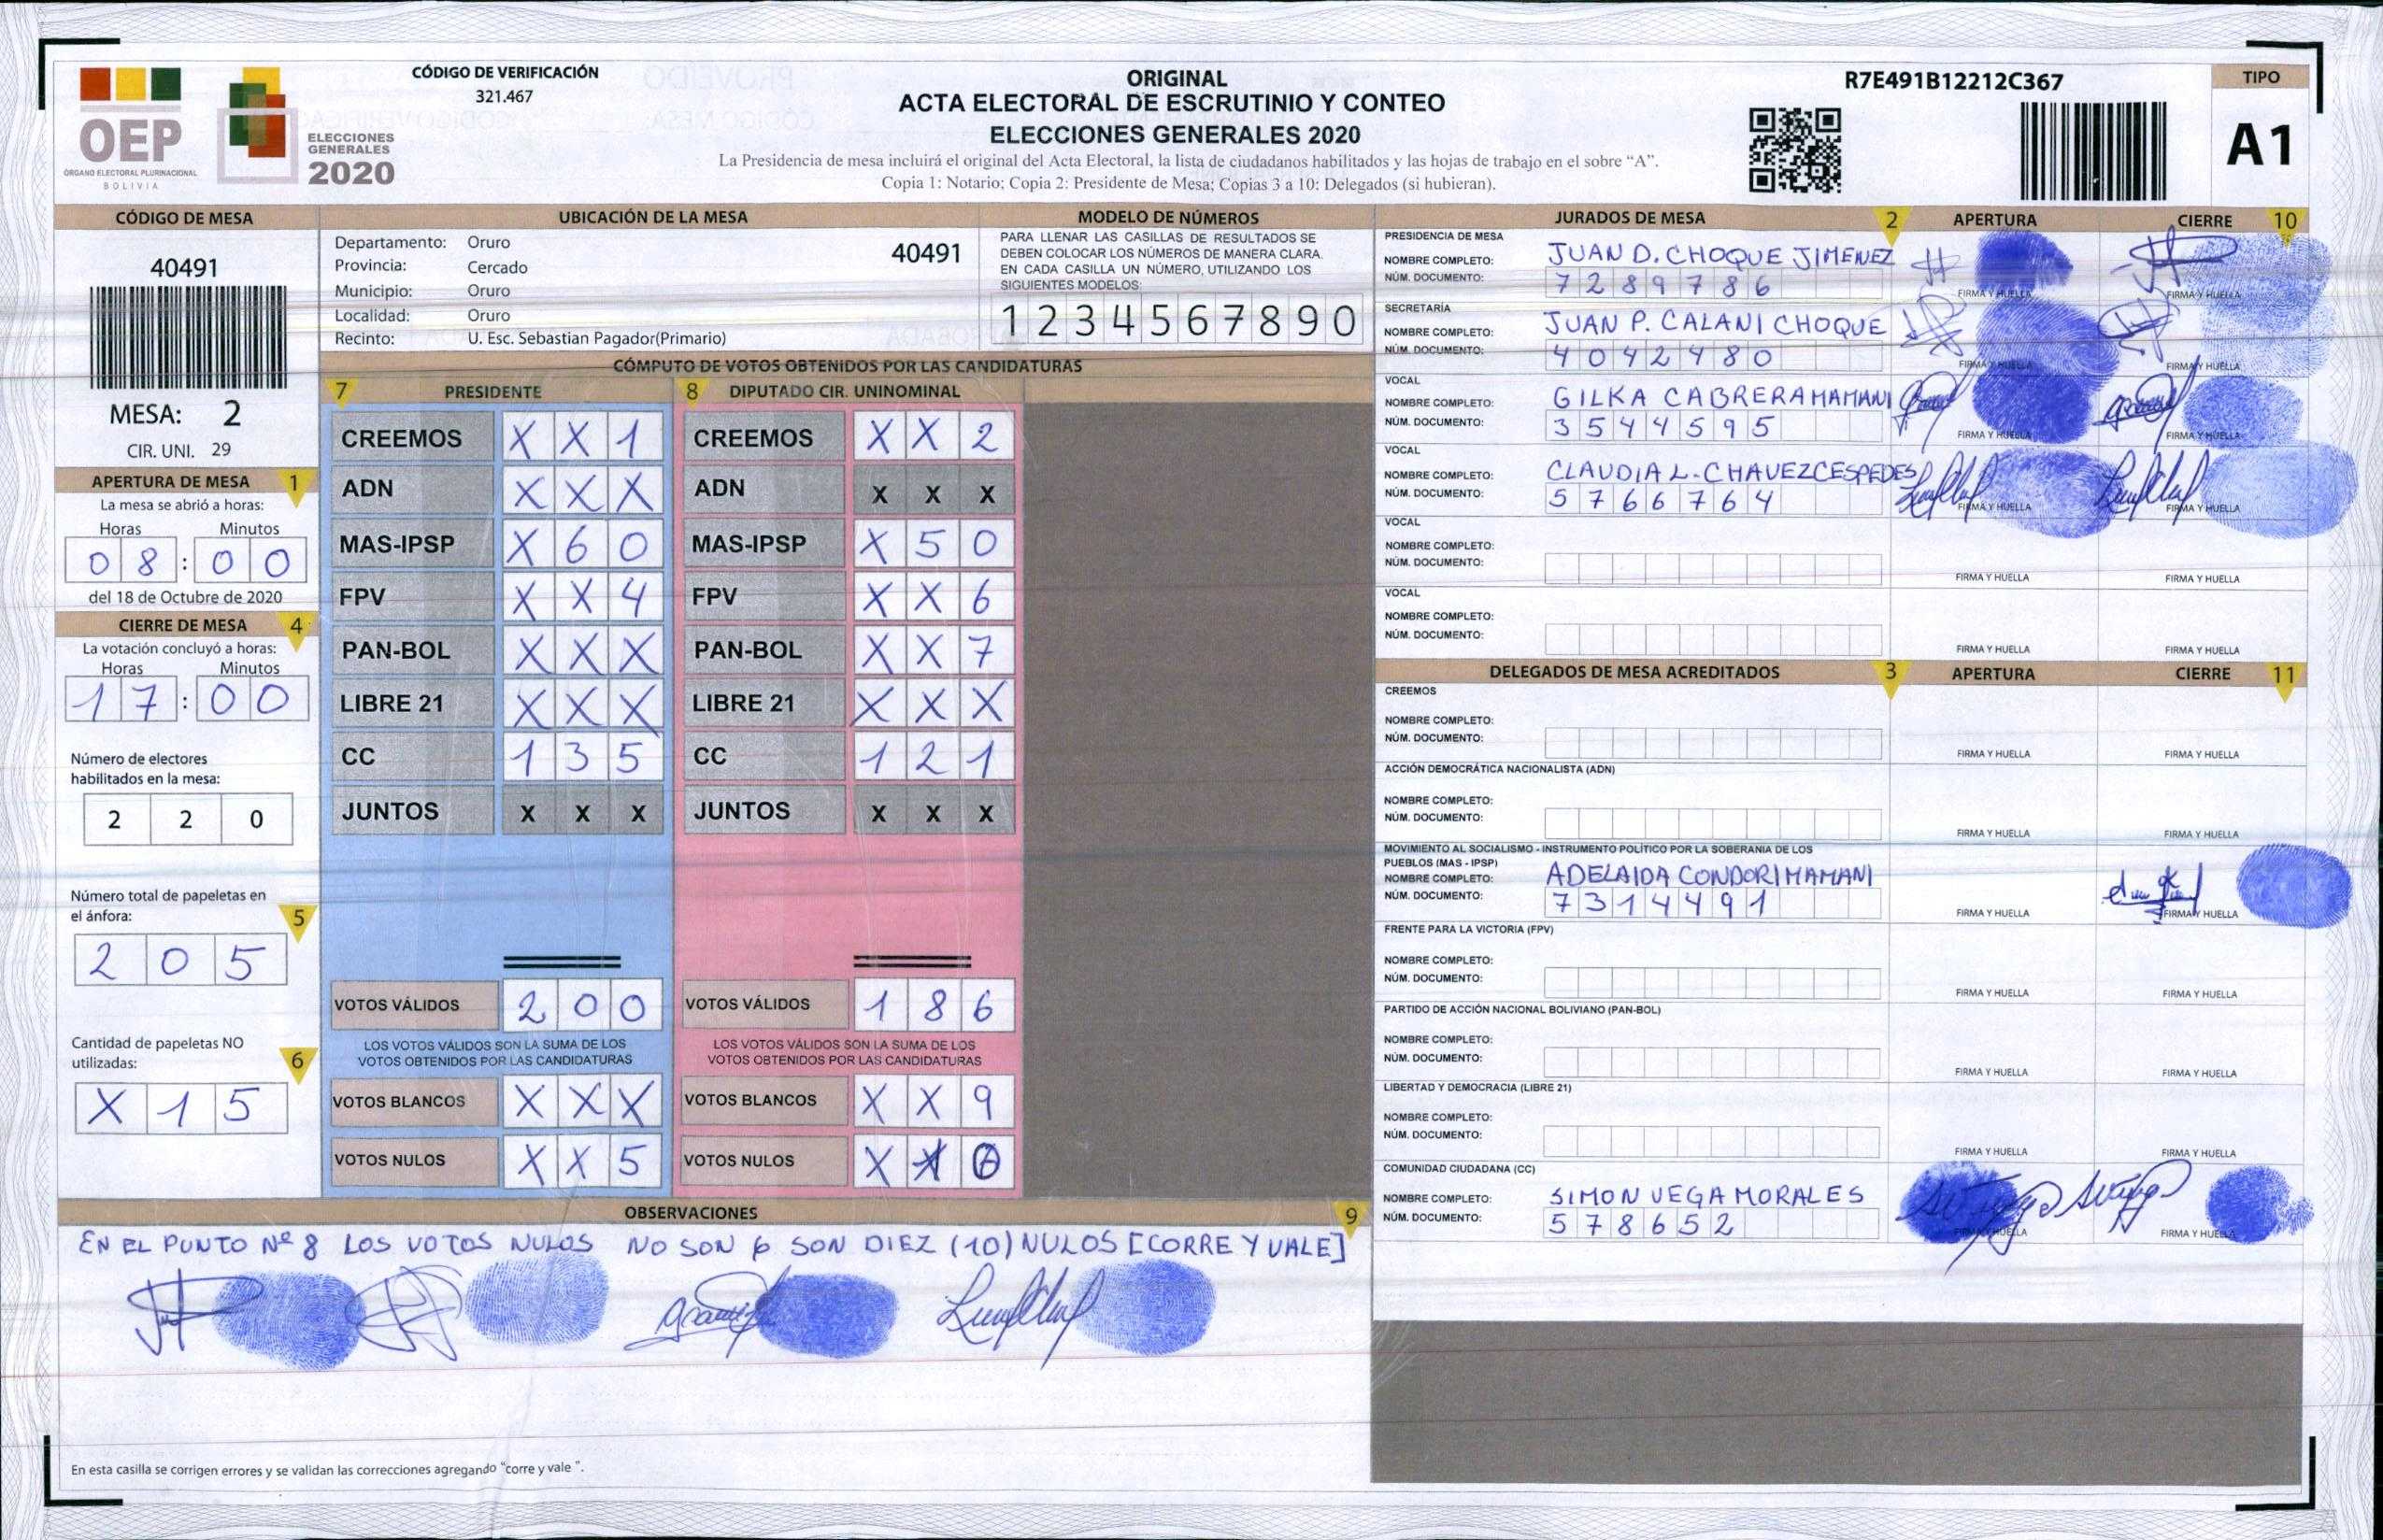 OEP
ÓRGANO ELECTORAL PLURINACIONAL
BOLIVIA
ELECCIONES
GENERALES
2020
CÓDIGO DE VERIFICACIÓN
321.467
ORIGINAL
ACTA ELECTORAL DE ESCRUTINIO Y CONTEO
ELECCIONES GENERALES 2020
La Presidencia de mesa incluirá el original del Acta Electoral, la lista de ciudadanos habilitados y las hojas de trabajo en el sobre “A”.
Copia 1: Notario; Copia 2: Presidente de Mesa; Copias 3 a 10: Delegados (si hubieran).
R7E491B12212C367
TIPO
A1
CÓDIGO DE MESA
40491
MESA: 2
CIR. UNI. 29
APERTURA DE MESA 1
La mesa se abrió a horas:
Horas Minutos
0 8 : 0 0
del 18 de Octubre de 2020
CIERRE DE MESA 4
La votación concluyó a horas:
Horas Minutos
1 7 : 0 0
Número de electores
habilitados en la mesa:
2 2 0
Número total de papeletas en
el ánfora: 5
2 0 5
Cantidad de papeletas NO
utilizadas: 6
X 1 5
UBICACIÓN DE LA MESA
Departamento: Oruro 40491
Provincia: Cercado
Municipio: Oruro
Localidad: Oruro
Recinto: U. Esc. Sebastian Pagador(Primario)
MODELO DE NÚMEROS
PARA LLENAR LAS CASILLAS DE RESULTADOS SE
DEBEN COLOCAR LOS NÚMEROS DE MANERA CLARA.
EN CADA CASILLA UN NÚMERO, UTILIZANDO LOS
SIGUIENTES MODELOS:
1 2 3 4 5 6 7 8 9 0
CÓMPUTO DE VOTOS OBTENIDOS POR LAS CANDIDATURAS
7 PRESIDENTE
CREEMOS X X 1
ADN X X X
MAS-IPSP X 6 0
FPV X X 4
PAN-BOL X X X
LIBRE 21 X X X
CC 1 3 5
JUNTOS X X X
VOTOS VÁLIDOS 2 0 0
LOS VOTOS VÁLIDOS SON LA SUMA DE LOS
VOTOS OBTENIDOS POR LAS CANDIDATURAS
VOTOS BLANCOS X X X
VOTOS NULOS X X 5
8 DIPUTADO CIR. UNINOMINAL
CREEMOS X X 2
ADN X X X
MAS-IPSP X 5 0
FPV X X 6
PAN-BOL X X 7
LIBRE 21 X X X
CC 1 2 1
JUNTOS X X X
VOTOS VÁLIDOS 1 8 6
LOS VOTOS VÁLIDOS SON LA SUMA DE LOS
VOTOS OBTENIDOS POR LAS CANDIDATURAS
VOTOS BLANCOS X X 9
VOTOS NULOS X 1 0
OBSERVACIONES 9
EN EL PUNTO Nº 8 LOS VOTOS NULOS NO SON 6 SON DIEZ (10) NULOS [CORRE Y VALE]
En esta casilla se corrigen errores y se validan las correcciones agregando “corre y vale ”.
JURADOS DE MESA 2 APERTURA CIERRE 10
PRESIDENCIA DE MESA
NOMBRE COMPLETO: JUAN D. CHOQUE JIMENEZ
NÚM. DOCUMENTO: 7289786
FIRMA Y HUELLA FIRMA Y HUELLA
SECRETARÍA
NOMBRE COMPLETO: JUAN P. CALANI CHOQUE
NÚM. DOCUMENTO: 4042480
FIRMA Y HUELLA FIRMA Y HUELLA
VOCAL
NOMBRE COMPLETO: GILKA CABRERA MAMANI
NÚM. DOCUMENTO: 3544595
FIRMA Y HUELLA FIRMA Y HUELLA
VOCAL
NOMBRE COMPLETO: CLAUDIA L. CHAVEZ CESPEDES
NÚM. DOCUMENTO: 5766764
FIRMA Y HUELLA FIRMA Y HUELLA
VOCAL
NOMBRE COMPLETO:
NÚM. DOCUMENTO:
FIRMA Y HUELLA FIRMA Y HUELLA
VOCAL
NOMBRE COMPLETO:
NÚM. DOCUMENTO:
FIRMA Y HUELLA FIRMA Y HUELLA
DELEGADOS DE MESA ACREDITADOS 3 APERTURA CIERRE 11
CREEMOS
NOMBRE COMPLETO:
NÚM. DOCUMENTO:
FIRMA Y HUELLA FIRMA Y HUELLA
ACCIÓN DEMOCRÁTICA NACIONALISTA (ADN)
NOMBRE COMPLETO:
NÚM. DOCUMENTO:
FIRMA Y HUELLA FIRMA Y HUELLA
MOVIMIENTO AL SOCIALISMO - INSTRUMENTO POLÍTICO POR LA SOBERANIA DE LOS
PUEBLOS (MAS - IPSP)
NOMBRE COMPLETO: ADELAIDA CONDORI MAMANI
NÚM. DOCUMENTO: 7314491
FIRMA Y HUELLA FIRMA Y HUELLA
FRENTE PARA LA VICTORIA (FPV)
NOMBRE COMPLETO:
NÚM. DOCUMENTO:
FIRMA Y HUELLA FIRMA Y HUELLA
PARTIDO DE ACCIÓN NACIONAL BOLIVIANO (PAN-BOL)
NOMBRE COMPLETO:
NÚM. DOCUMENTO:
FIRMA Y HUELLA FIRMA Y HUELLA
LIBERTAD Y DEMOCRACIA (LIBRE 21)
NOMBRE COMPLETO:
NÚM. DOCUMENTO:
FIRMA Y HUELLA FIRMA Y HUELLA
COMUNIDAD CIUDADANA (CC)
NOMBRE COMPLETO: SIMON VEGA MORALES
NÚM. DOCUMENTO: 578652
FIRMA Y HUELLA FIRMA Y HUELLA